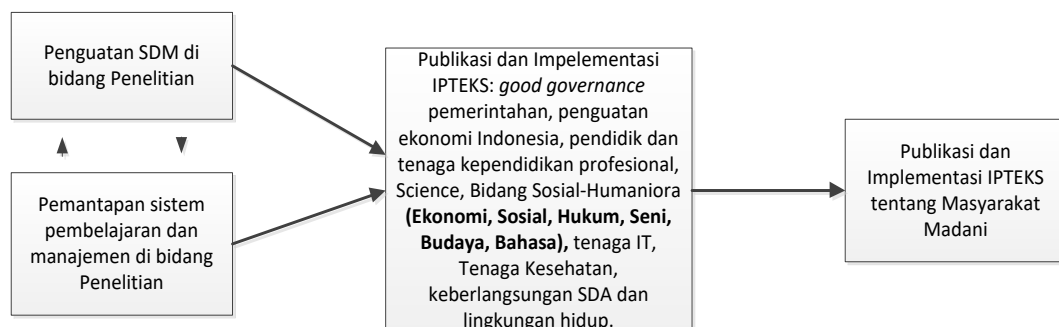 Penguatan SDM di
bidang Penelitian
Pemantapan sistem
pembelajaran dan
manajemen di bidang
Penelitian
Publikasi dan Impelementasi
IPTEKS: good governance
pemerintahan, penguatan
ekonomi Indonesia, pendidik dan
tenaga kependidikan profesional,
Science, Bidang Sosial-Humaniora
(Ekonomi, Sosial, Hukum, Seni,
Budaya, Bahasa), tenaga IT,
Tenaga Kesehatan,
keberlangsungan SDA dan
lingkungan hidup.
Publikasi dan
Implementasi IPTEKS
tentang Masyarakat
Madani